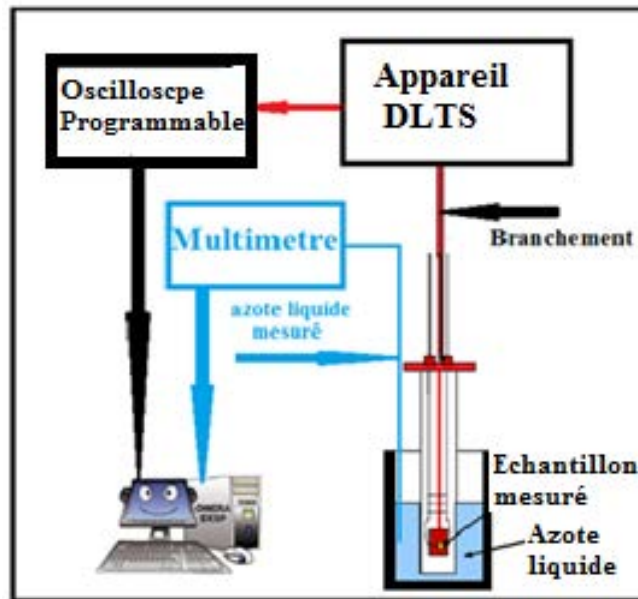 Oscilloscpe
Programmable
Appareil
DLTS
Multimetre
Branchement
azote liquide
mesuré
Echantillon
mesuré
Azote
liquide